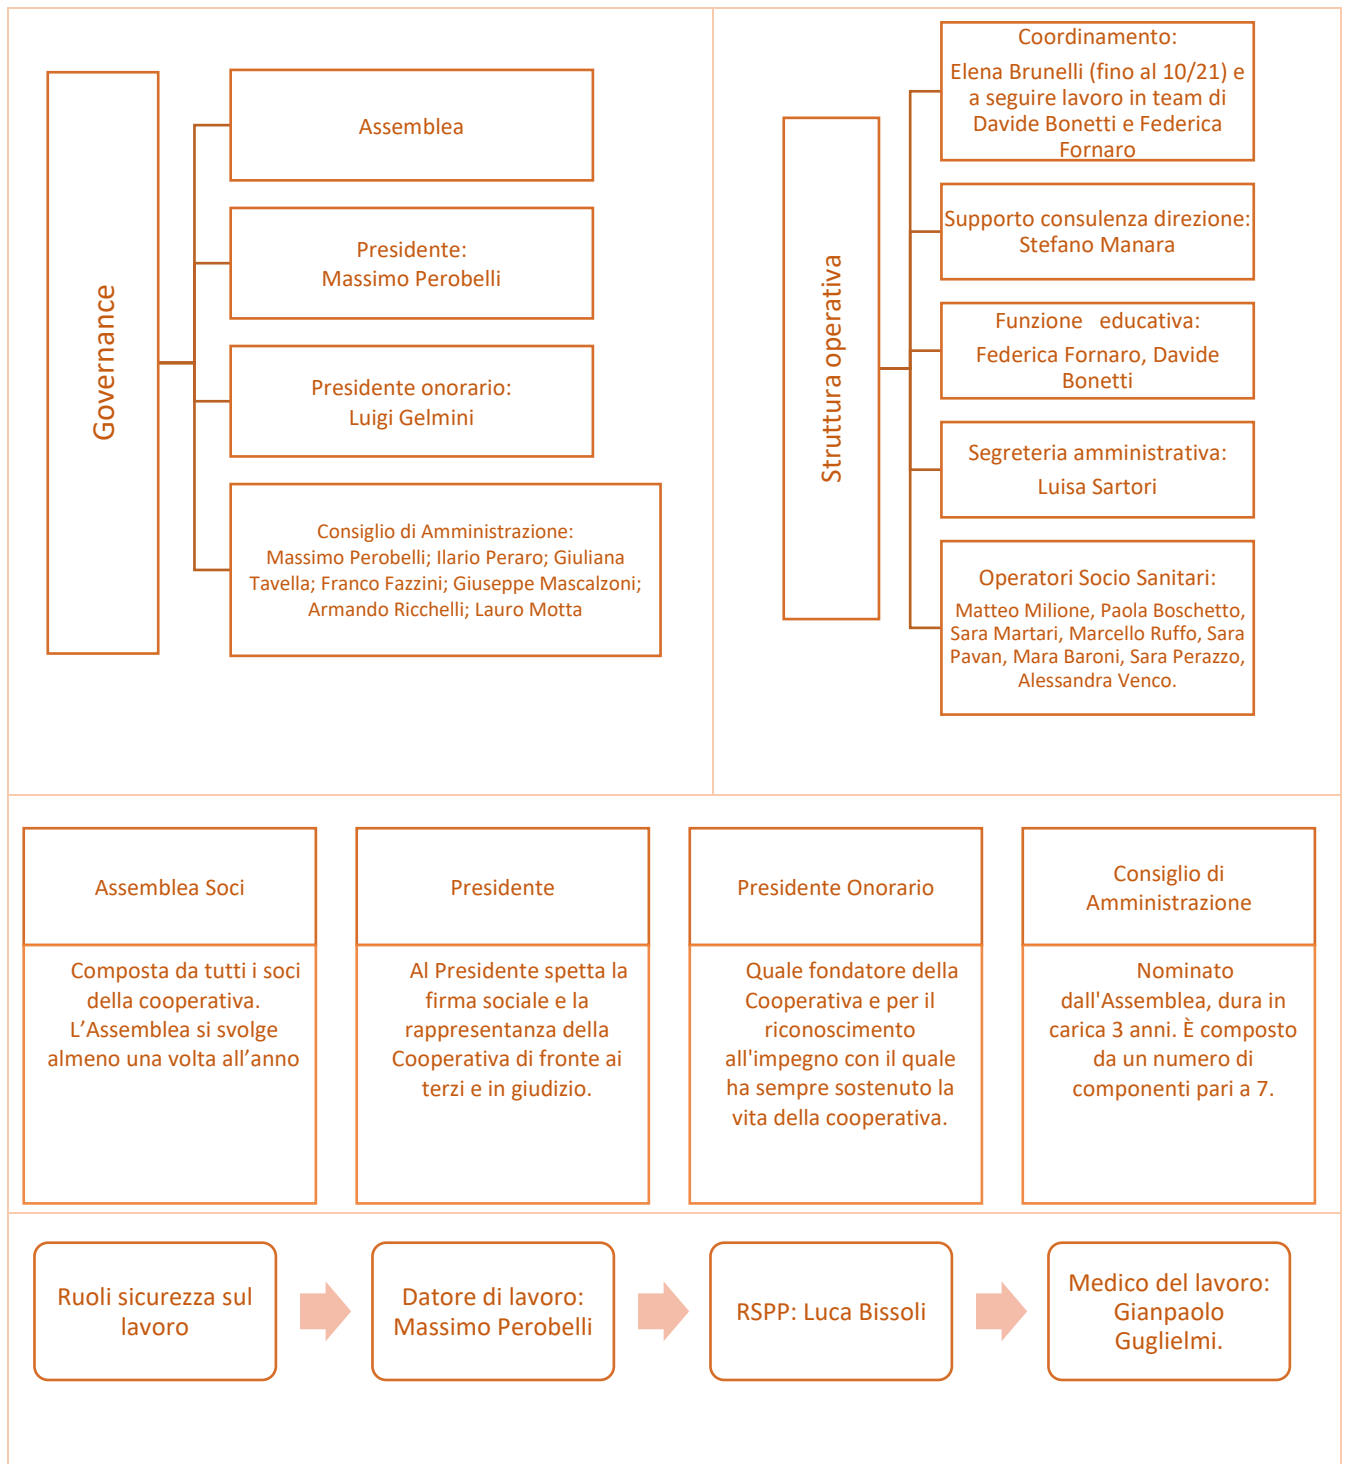 Governance
Assemblea
Presidente:
Massimo Perobelli
Presidente onorario:
Luigi Gelmini
Consiglio di Amministrazione:
Massimo Perobelli; Ilario Peraro; Giuliana
Tavella; Franco Fazzini; Giuseppe Mascalzoni;
Armando Ricchelli; Lauro Motta
Struttura operativa
Coordinamento:
Elena Brunelli (fino al 10/21) e
a seguire lavoro in team di
Davide Bonetti e Federica
Fornaro
Supporto consulenza direzione:
Stefano Manara
Funzione educativa:
Federica Fornaro, Davide
Bonetti
Segreteria amministrativa:
Luisa Sartori
Operatori Socio Sanitari:
Matteo Milione, Paola Boschetto,
Sara Martari, Marcello Ruffo, Sara
Pavan, Mara Baroni, Sara Perazzo,
Alessandra Venco.
Assemblea Soci
Composta da tutti i soci
della cooperativa.
L’Assemblea si svolge
almeno una volta all’anno
Presidente
Al Presidente spetta la
firma sociale e la
rappresentanza della
Cooperativa di fronte ai
terzi e in giudizio.
Presidente Onorario
Quale fondatore della
Cooperativa e per il
riconoscimento
all'impegno con il quale
ha sempre sostenuto la
vita della cooperativa.
Consiglio di
Amministrazione
Nominato
dall'Assemblea, dura in
carica 3 anni. È composto
da un numero di
componenti pari a 7.
Ruoli sicurezza sul
lavoro
Datore di lavoro:
Massimo Perobelli
RSPP: Luca Bissoli
Medico del lavoro:
Gianpaolo
Guglielmi.